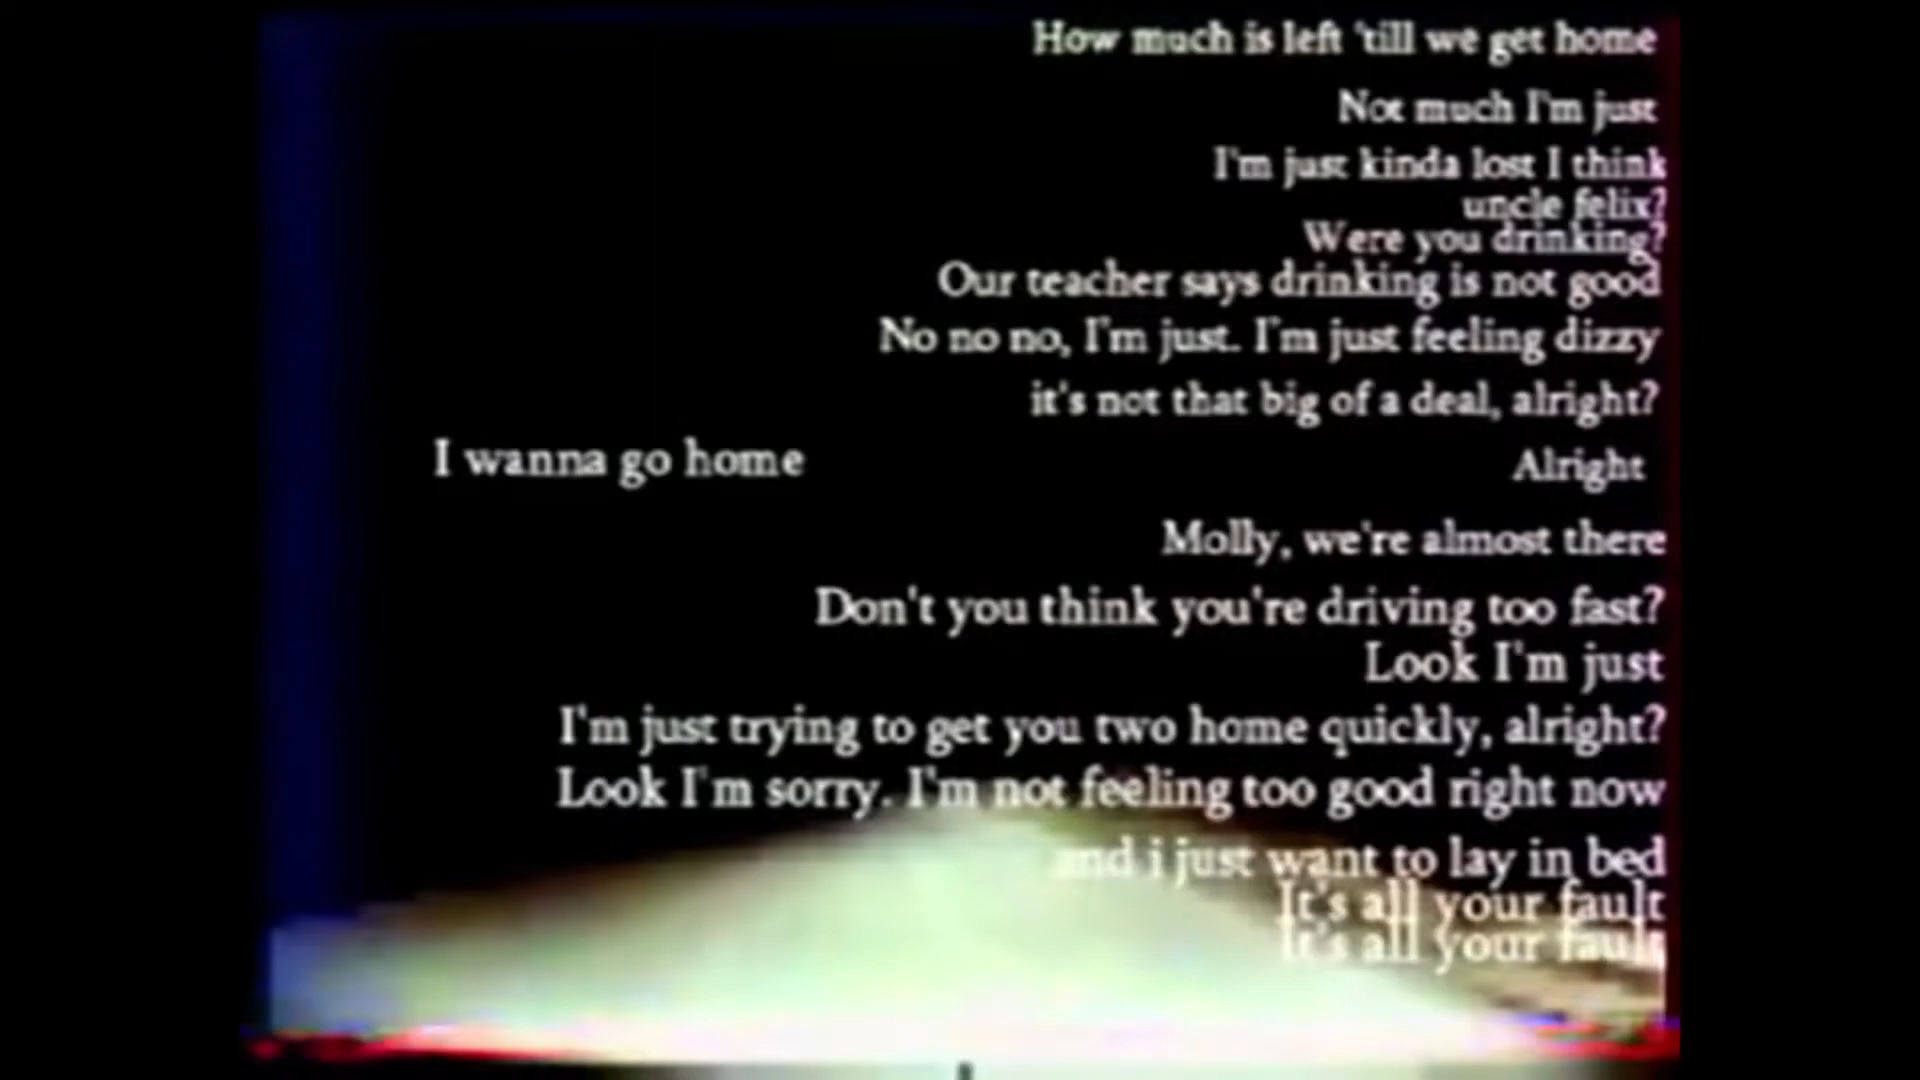 How much is left 'till we get home
Not much I'm just
I'm just kinda lost I think
uncle felix?
Were you drinking?
Our teacher says drinking is not good
No no no, I'm just. I'm just feeling dizzy
it's not that big of a deal, alright?
I wanna go home
Alright
Molly, we're almost there
Don't you think you're driving too fast?
Look I'm just
I'm just trying to get you two home quickly, alright?
Look I'm sorry. I'm not feeling too good right now
and i just want to lay in bed
It's all your fault
It's all your fault